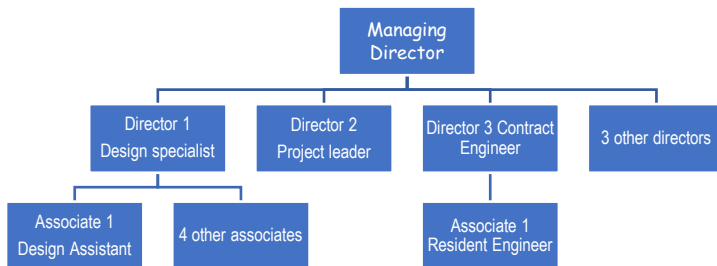 Managing
Director
Director 1
Design specialist
Director 2
Project leader
Director 3 Contract
Engineer
3 other directors
Associate 1
Design Assistant
4 other associates
Associate 1
Resident Engineer